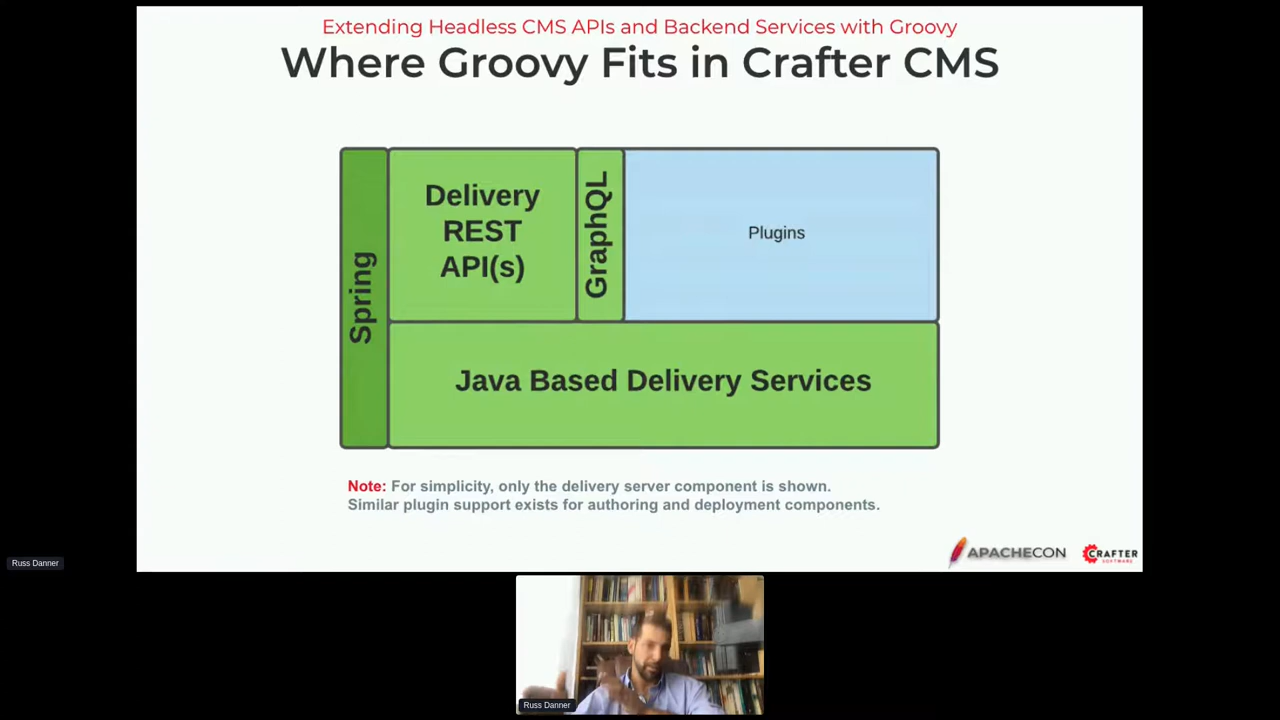 Extending Headless CMS APIs and Backend Services with Groovy
Where Groovy Fits in Crafter CMS
Spring
Delivery
REST
API(s)
GraphQL
Plugins
Java Based Delivery Services
Note: For simplicity, only the delivery server component is shown.
Similar plugin support exists for authoring and deployment components.
APACHECON
CRAFTER
SOFTWARE
Russ Danner
Russ Danner